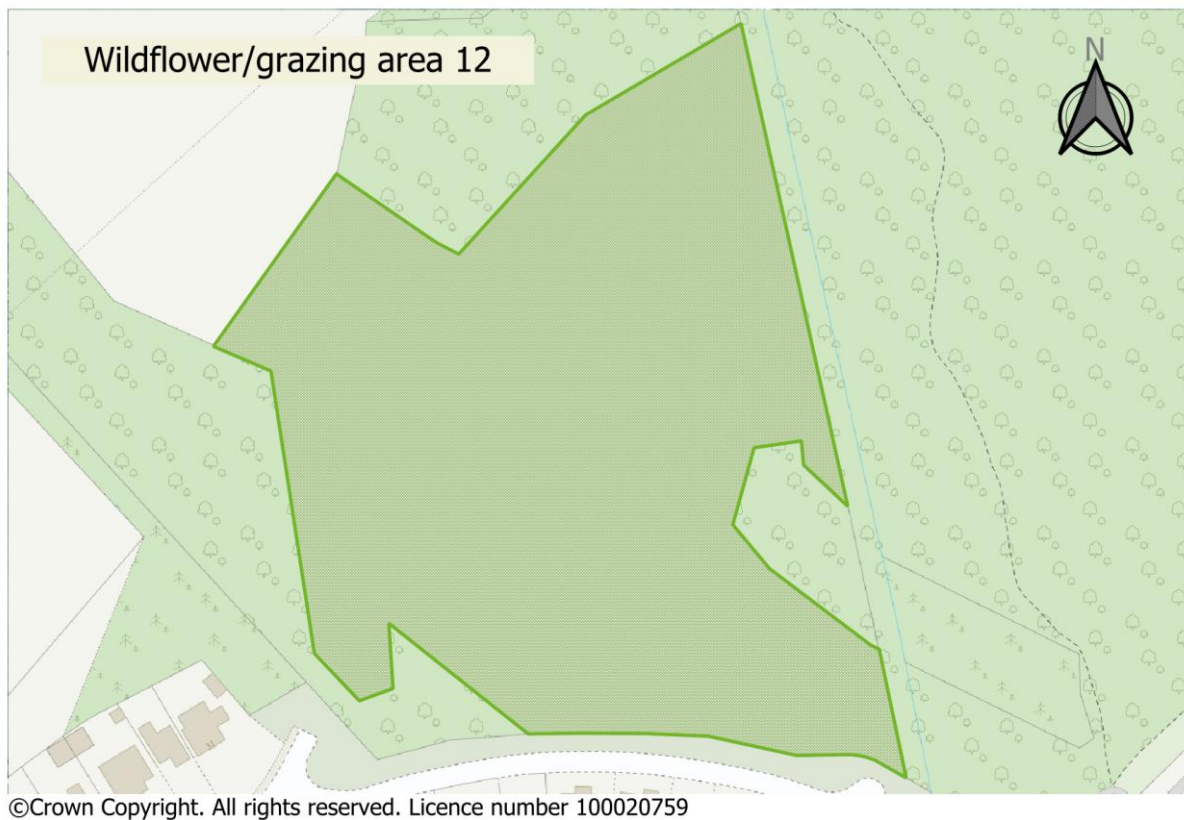 Wildflower/grazing area 12
N
©Crown Copyright. All rights reserved. Licence number 100020759